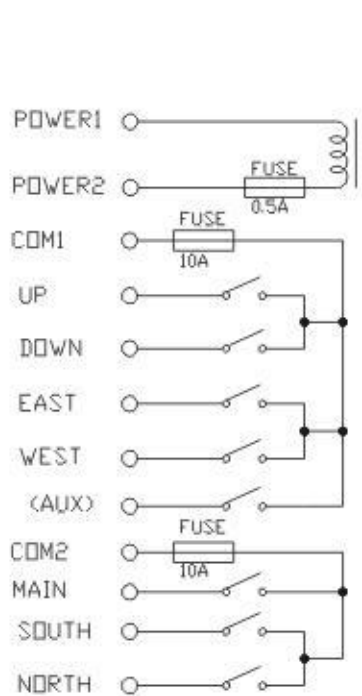 POWER1
FUSE
POWER2
0.5A
FUSE
COM1
10A
UP
DOWN
EAST
WEST
(AUX)
FUSE
COM2
10A
MAIN
SOUTH
NORTH